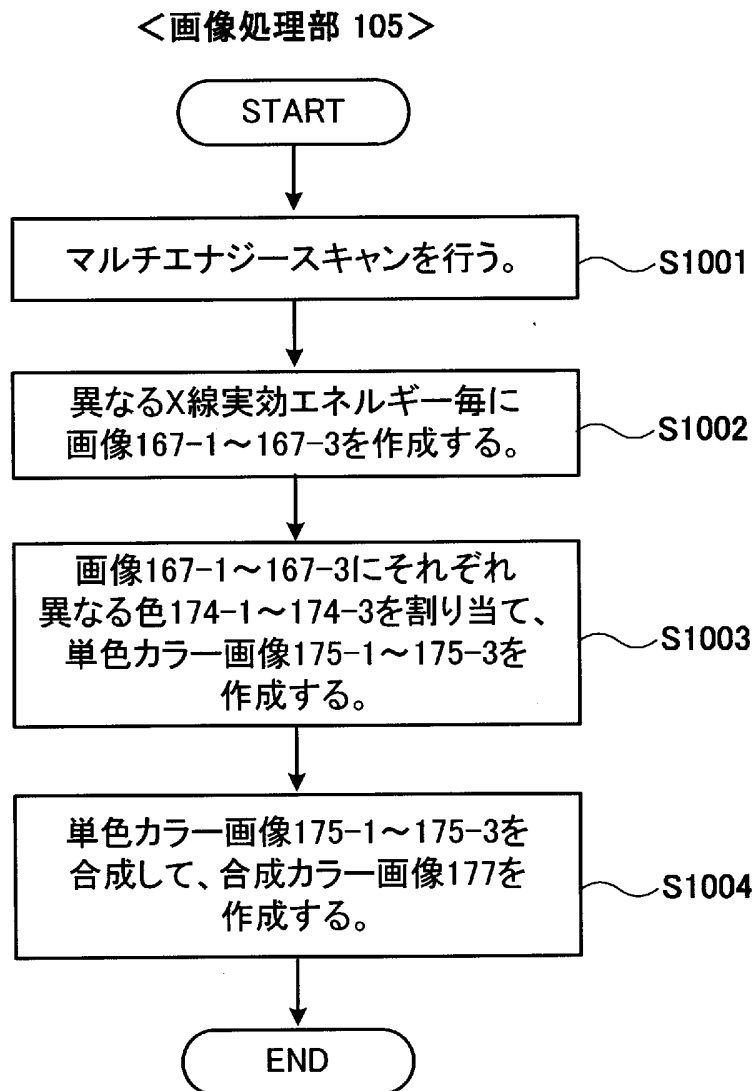 ＜画像処理部 105＞
START
マルチエナジースキャンを行う。
S1001
異なるX線実効エネルギー毎に
画像167-1～167-3を作成する。
S1002
画像167-1～167-3にそれぞれ
異なる色174-1～174-3を割り当て、
単色カラー画像175-1～175-3を
作成する。
S1003
単色カラー画像175-1～175-3を
合成して、合成カラー画像177を
作成する。
S1004
END